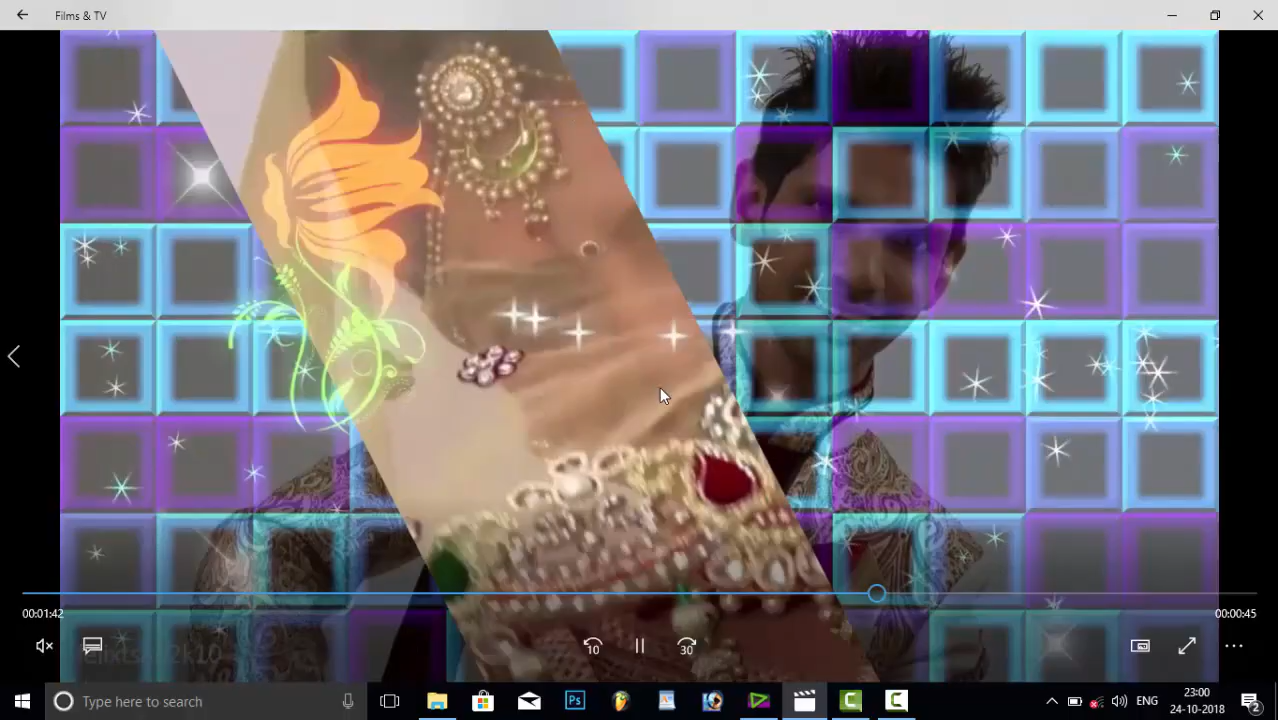 Films & TV
00:01:42
00:00:45
10
30
Type here to search
Ps
ENG
23:00
24-10-2018
2